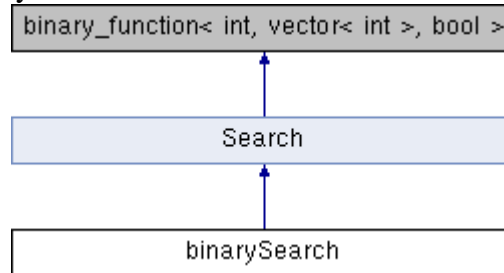 binary_function< int, vector< int >, bool >
Search
binarySearch